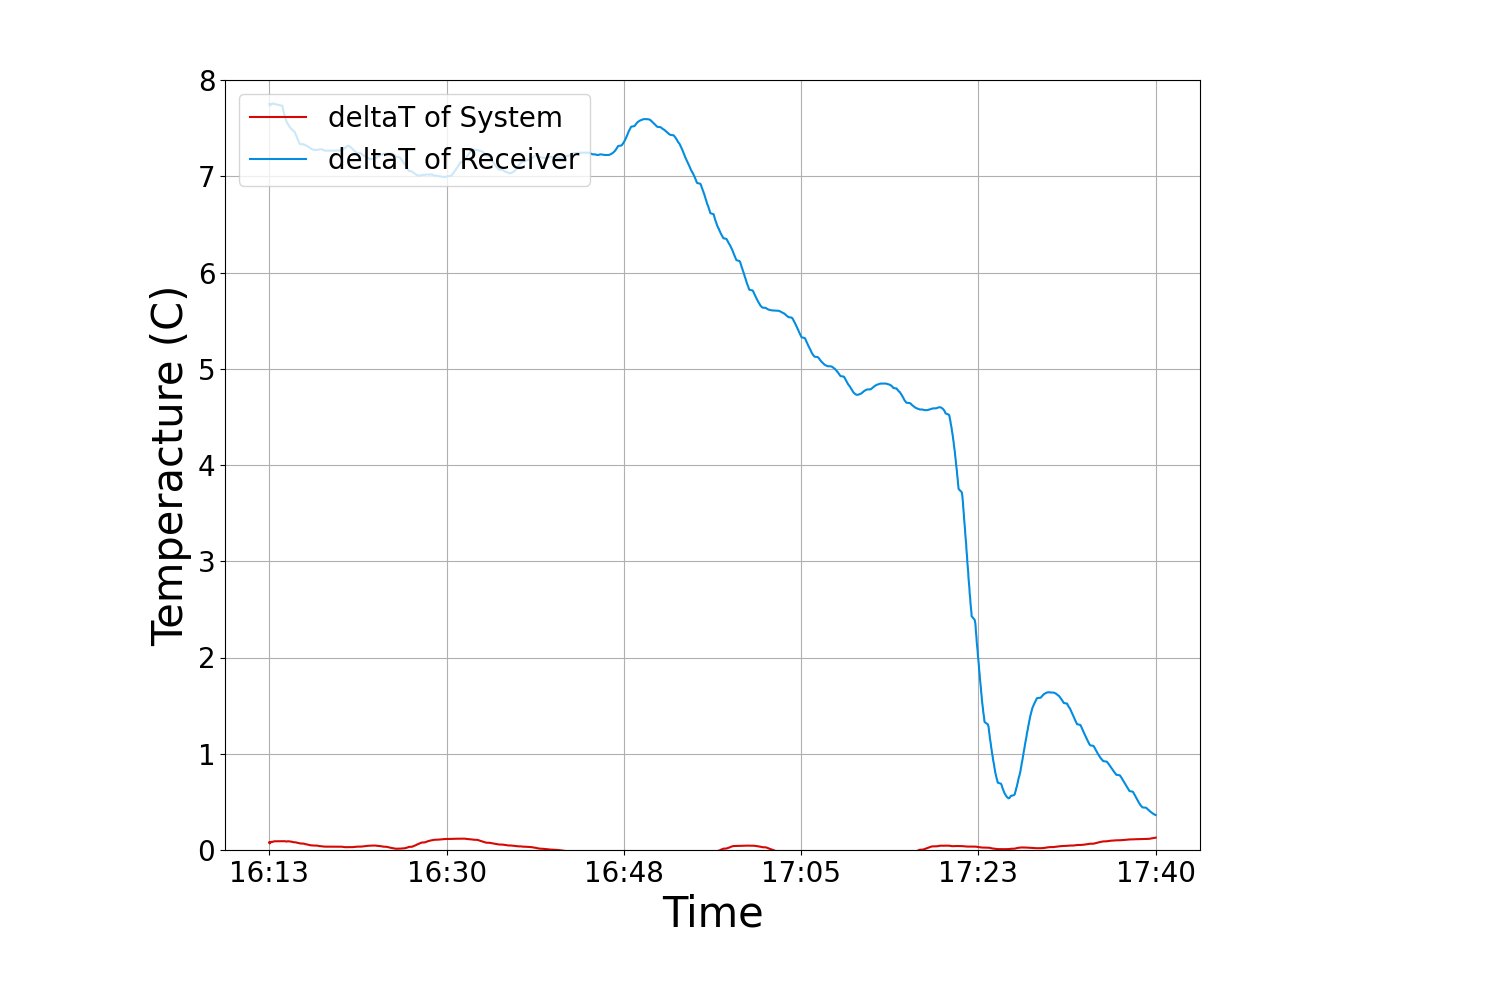 deltaT of System
deltaT of Receiver
Temperacture (C)
8
7
6
5
4
3
2
1
0
16:13 16:30 16:48 17:05 17:23 17:40
Time